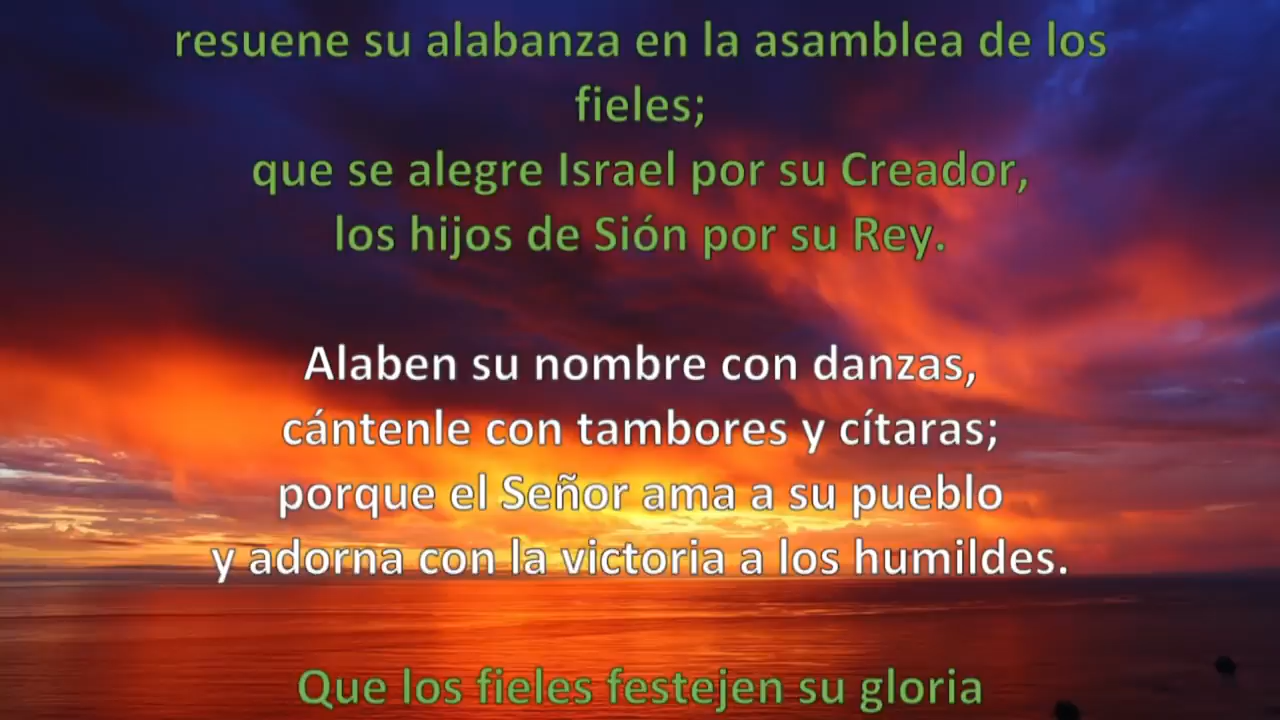 resuene su alabanza en la asamblea de los
fieles;
que se alegre Israel por su Creador,
los hijos de Sión por su Rey.
Alaben su nombre con danzas,
cántenle con tambores y cítaras;
porque el Señor ama a su pueblo
y adorna con la victoria a los humildes.
Que los fieles festejen su gloria